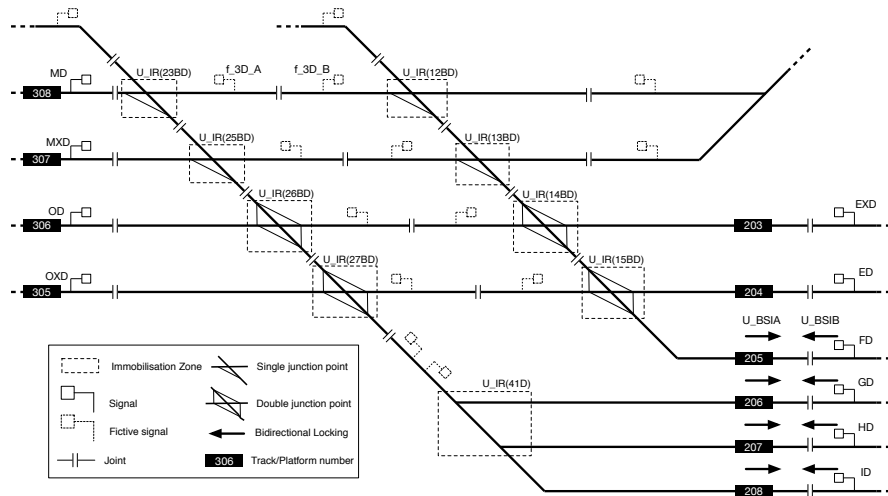 f_3D_A
f_3D_B
U_IR(23BD)
U_IR(12BD)
MD
308
MXD
U_IR(25BD)
U_IR(13BD)
307
OD
U_IR(26BD)
U_IR(14BD)
EXD
306
203
OXD
U_IR(27BD)
U_IR(15BD)
ED
305
204
U_BSIA
U_BSIB
FD
205
U_IR(41D)
GD
206
HD
207
ID
208
Immobilisation Zone
Single junction point
Signal
Double junction point
Fictive signal
Bidirectional Locking
Joint
306
Track/Platform number